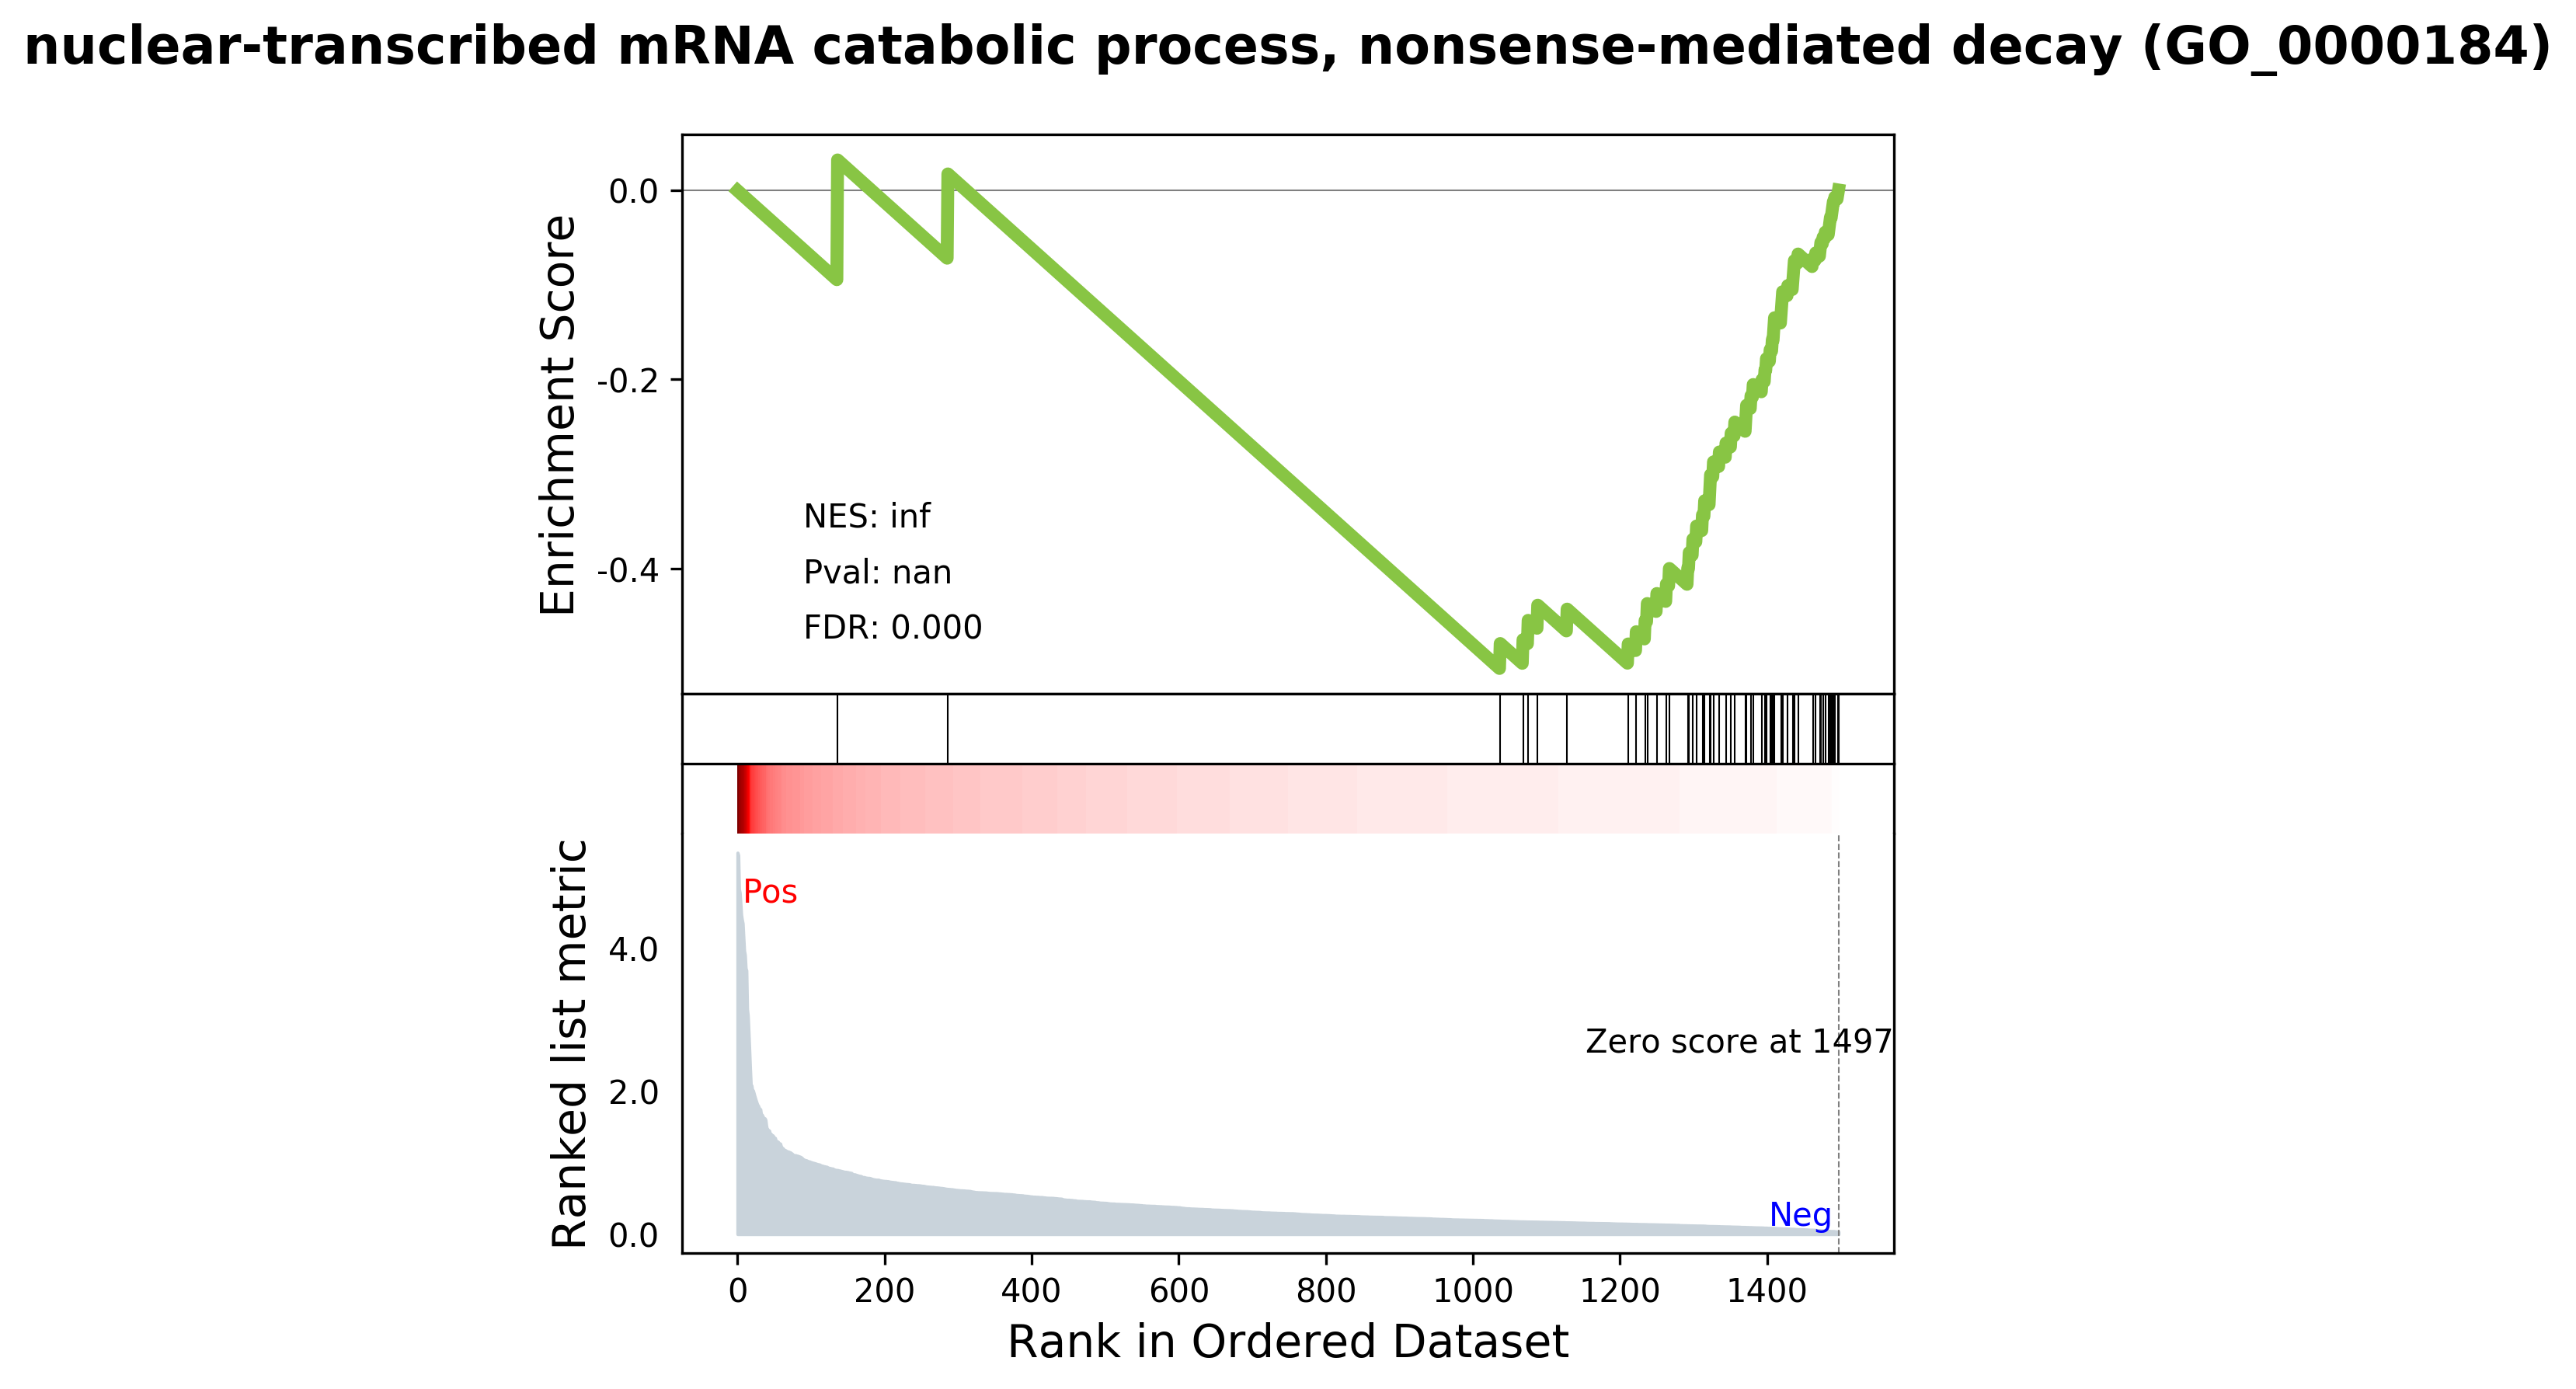 nuclear-transcribed mRNA catabolic process, nonsense-mediated decay (GO_0000184)
Enrichment Score
0.0
-0.2
-0.4
NES: inf
Pval: nan
FDR: 0.000
Ranked list metric
Pos
4.0
Zero score at 1497
2.0
Neg
0.0
0 200 400 600 800 1000 1200 1400
Rank in Ordered Dataset